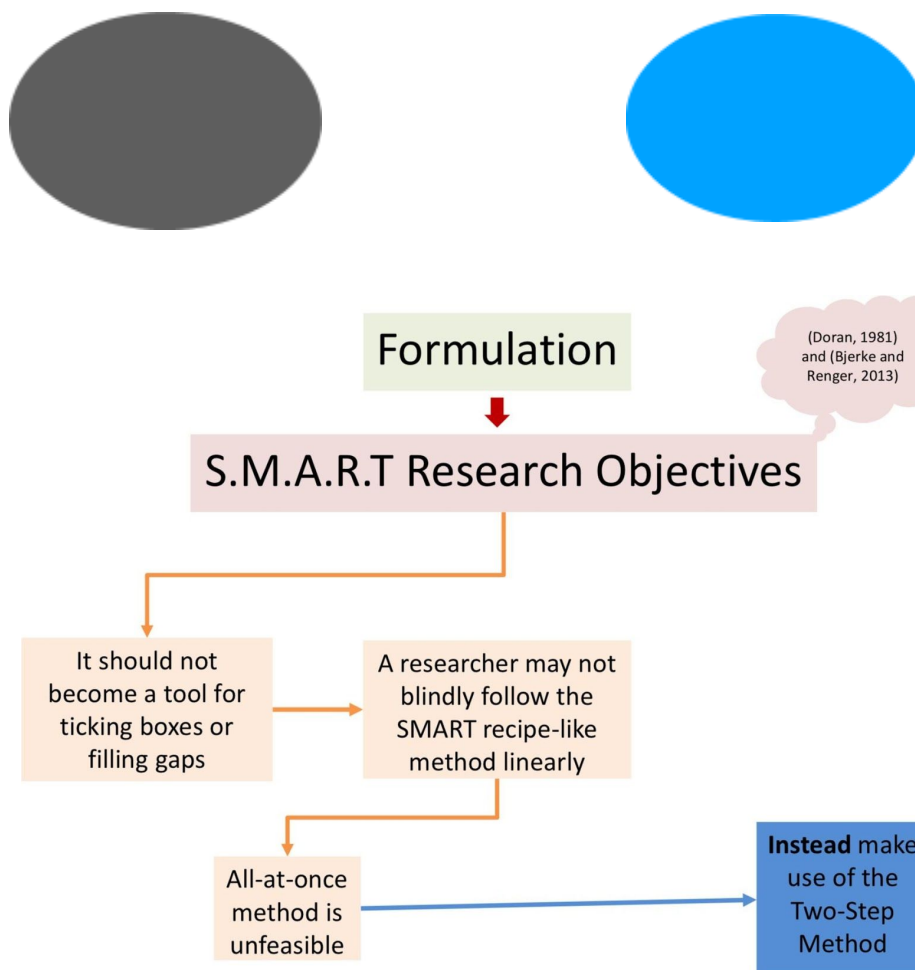 (Doran, 1981)
and (Bjerke and
Renger, 2013)
Formulation
S.M.A.R.T Research Objectives
It should not
become a tool for
ticking boxes or
filling gaps
A researcher may not
blindly follow the
SMART recipe-like
method linearly
All-at-once
method is
unfeasible
Instead make
use of the
Two-Step
Method